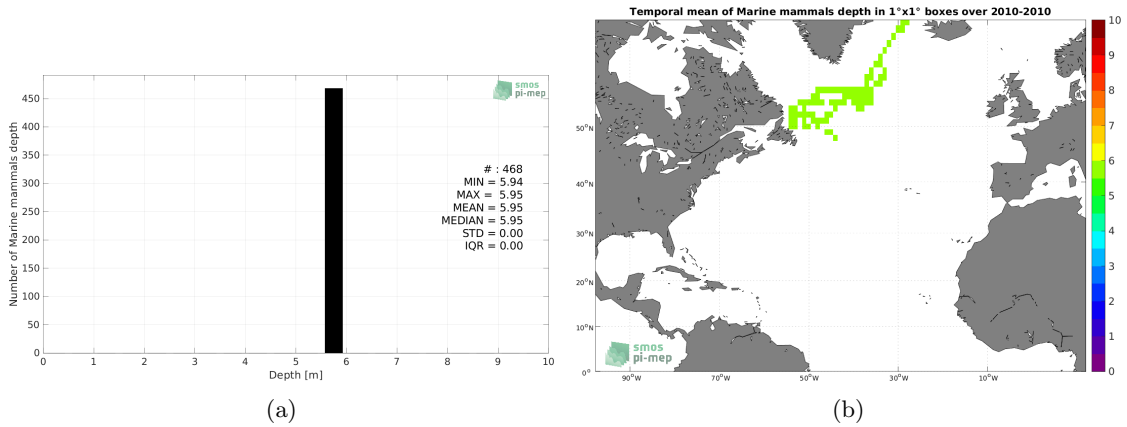 smos
pi-mep
Number of Marine mammals depth
450
400
350
300
250
200
150
100
50
0
# : 468
MIN = 5.94
MAX = 5.95
MEAN = 5.95
MEDIAN = 5.95
STD = 0.00
IQR = 0.00
0 1 2 3 4 5 6 7 8 9 10
Depth [m]
(a)
Temporal mean of Marine mammals depth in 1°x1° boxes over 2010-2010
50°N
40°N
30°N
20°N
10°N
0°
90°W 70°W 50°W 30°W 10°W
smos
pi-mep
10
9
8
7
6
5
4
3
2
1
0
(b)